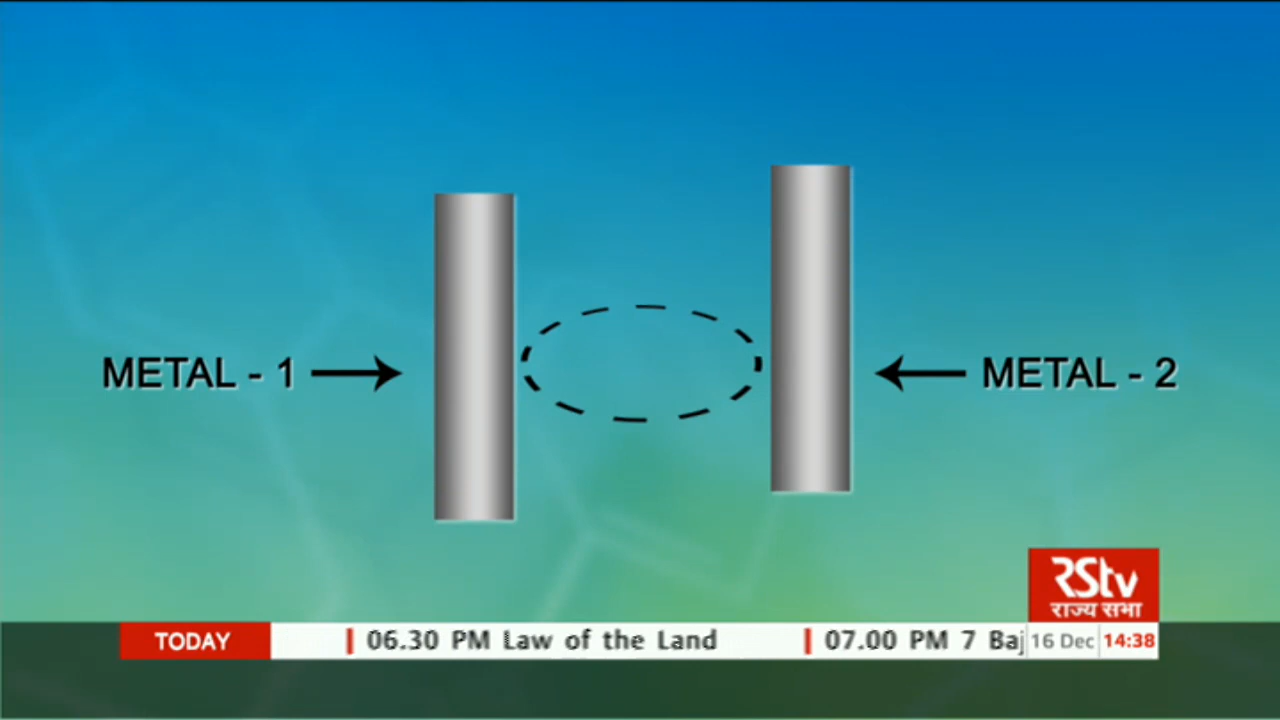 METAL - 1
METAL - 2
RStv
राज्य सभा
TODAY
06.30 PM Law of the Land
07.00 PM 7 Baj
16 Dec
14:38